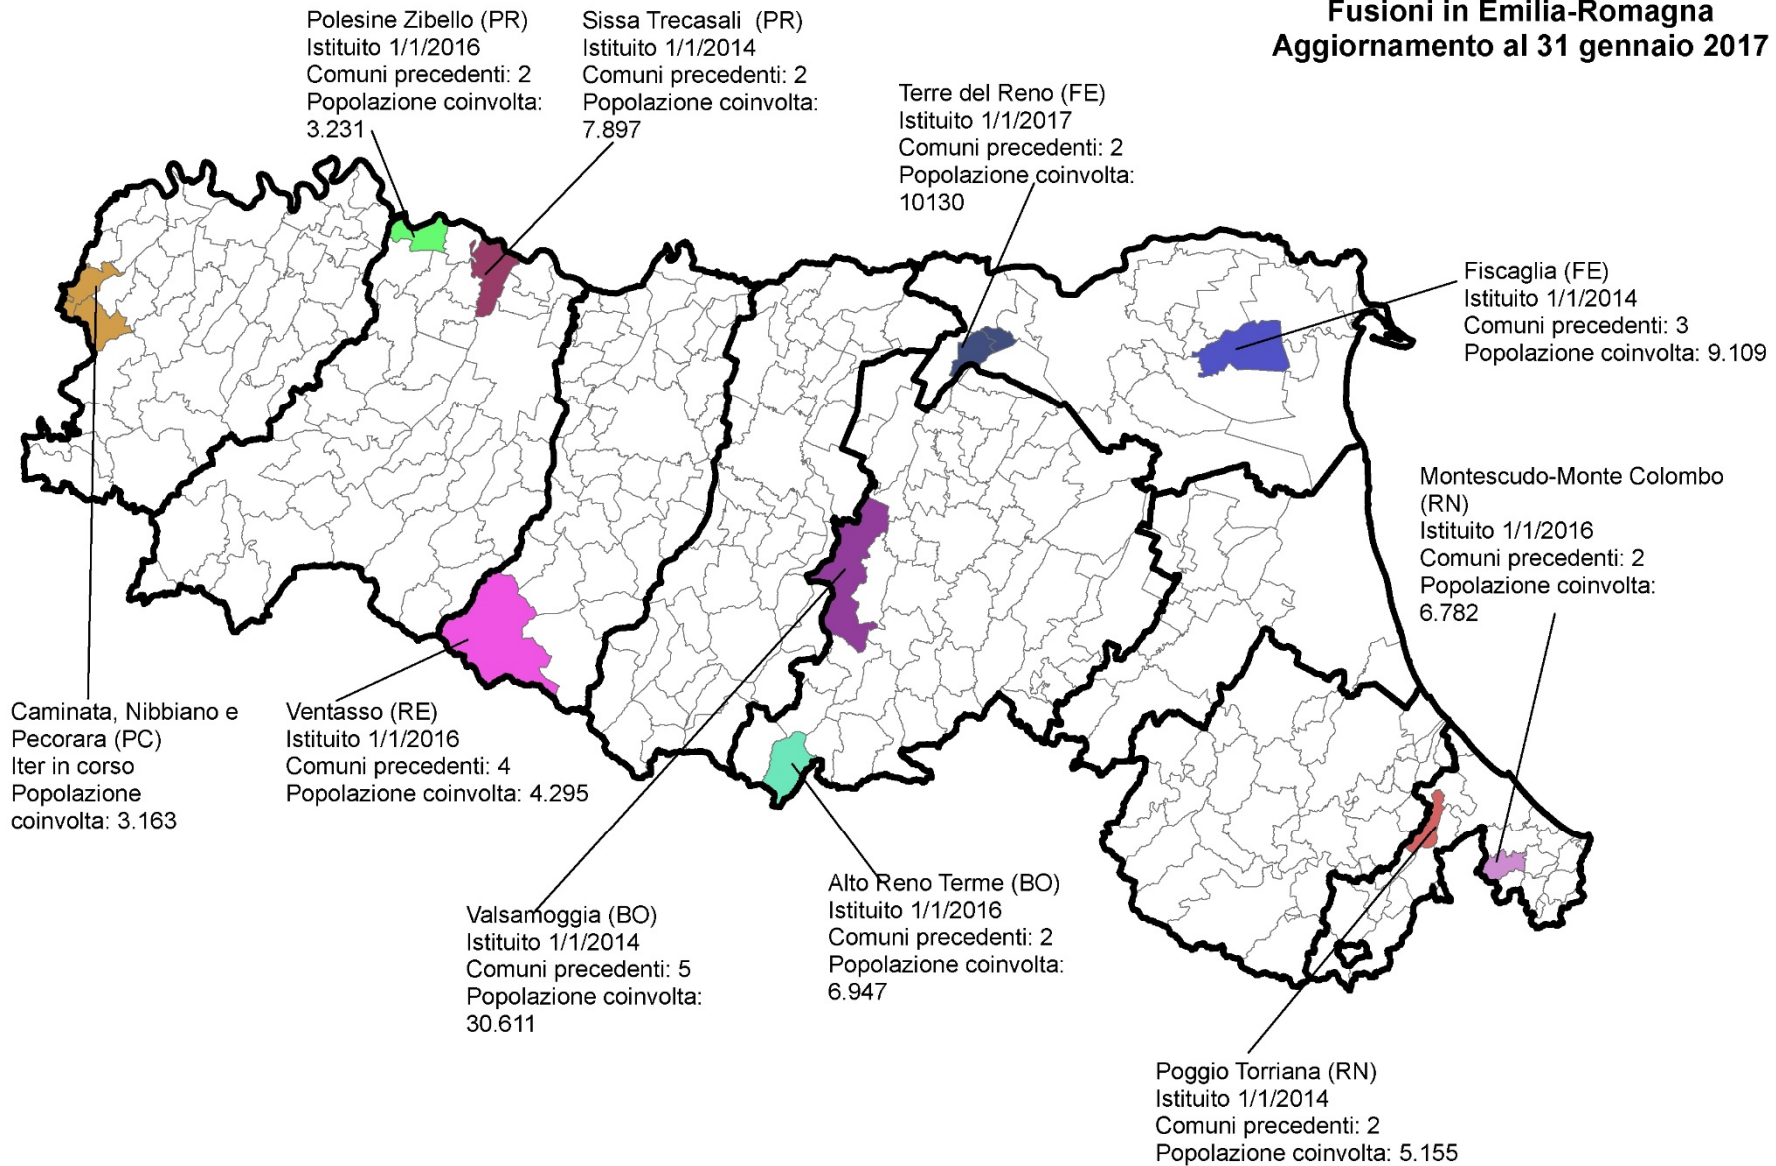 Fusioni in Emilia-Romagna
Aggiornamento al 31 gennaio 2017
Polesine Zibello (PR)
Istituito 1/1/2016
Comuni precedenti: 2
Popolazione coinvolta:
3.231
Sissa Trecasali  (PR)
Istituito 1/1/2014
Comuni precedenti: 2
Popolazione coinvolta:
7.897
Terre del Reno (FE)
Istituito 1/1/2017
Comuni precedenti: 2
Popolazione coinvolta:
10130
Fiscaglia (FE)
Istituito 1/1/2014
Comuni precedenti: 3
Popolazione coinvolta: 9.109
Montescudo-Monte Colombo
(RN)
Istituito 1/1/2016
Comuni precedenti: 2
Popolazione coinvolta:
6.782
Caminata, Nibbiano e
Pecorara (PC)
Iter in corso
Popolazione
coinvolta: 3.163
Ventasso (RE)
Istituito 1/1/2016
Comuni precedenti: 4
Popolazione coinvolta: 4.295
Valsamoggia (BO)
Istituito 1/1/2014
Comuni precedenti: 5
Popolazione coinvolta:
30.611
Alto Reno Terme (BO)
Istituito 1/1/2016
Comuni precedenti: 2
Popolazione coinvolta:
6.947
Poggio Torriana (RN)
Istituito 1/1/2014
Comuni precedenti: 2
Popolazione coinvolta: 5.155